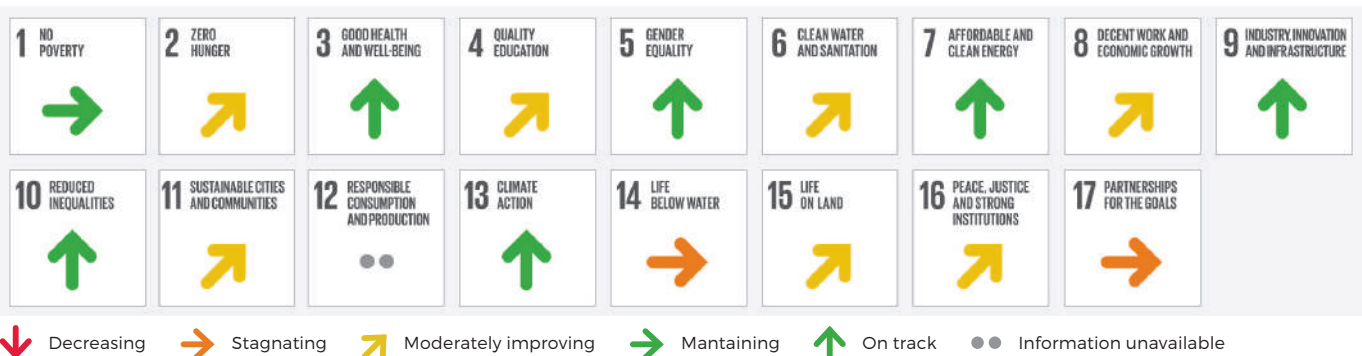 1 NO
POVERTY
2 ZERO
HUNGER
3 GOOD HEALTH
AND WELL-BEING
4 QUALITY
EDUCATION
5 GENDER
EQUALITY
6 CLEAN WATER
AND SANITATION
7 AFFORDABLE AND
CLEAN ENERGY
8 DECENT WORK AND
ECONOMIC GROWTH
9 INDUSTRY, INNOVATION
AND INFRASTRUCTURE
10 REDUCED
INEQUALITIES
11 SUSTAINABLE CITIES
AND COMMUNITIES
12 RESPONSIBLE
CONSUMPTION
AND PRODUCTION
13 CLIMATE
ACTION
14 LIFE
BELOW WATER
15 LIFE
ON LAND
16 PEACE, JUSTICE
AND STRONG
INSTITUTIONS
17 PARTNERSHIPS
FOR THE GOALS
Decreasing Stagnating Moderately improving Mantaining On track Information unavailable